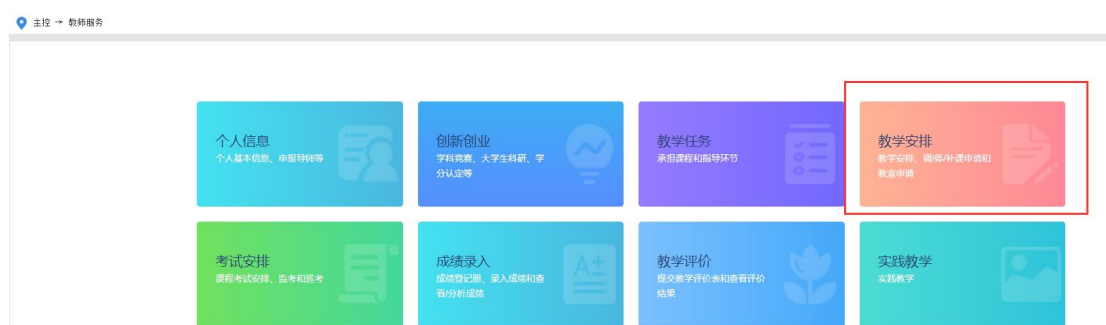 主控 → 教师服务
个人信息
个人基本信息、申报导师等
创新创业
学科竞赛、大学生科研、学
分认定等
教学任务
承担课程和指导环节
教学安排
教学安排、调/停/补课申请和
教室申请
考试安排
课程考试安排、监考和巡考
成绩录入
成绩登记册、录入成绩和查
看/分析成绩
教学评价
提交教学评价表和查看评价
结果
实践教学
实践教学